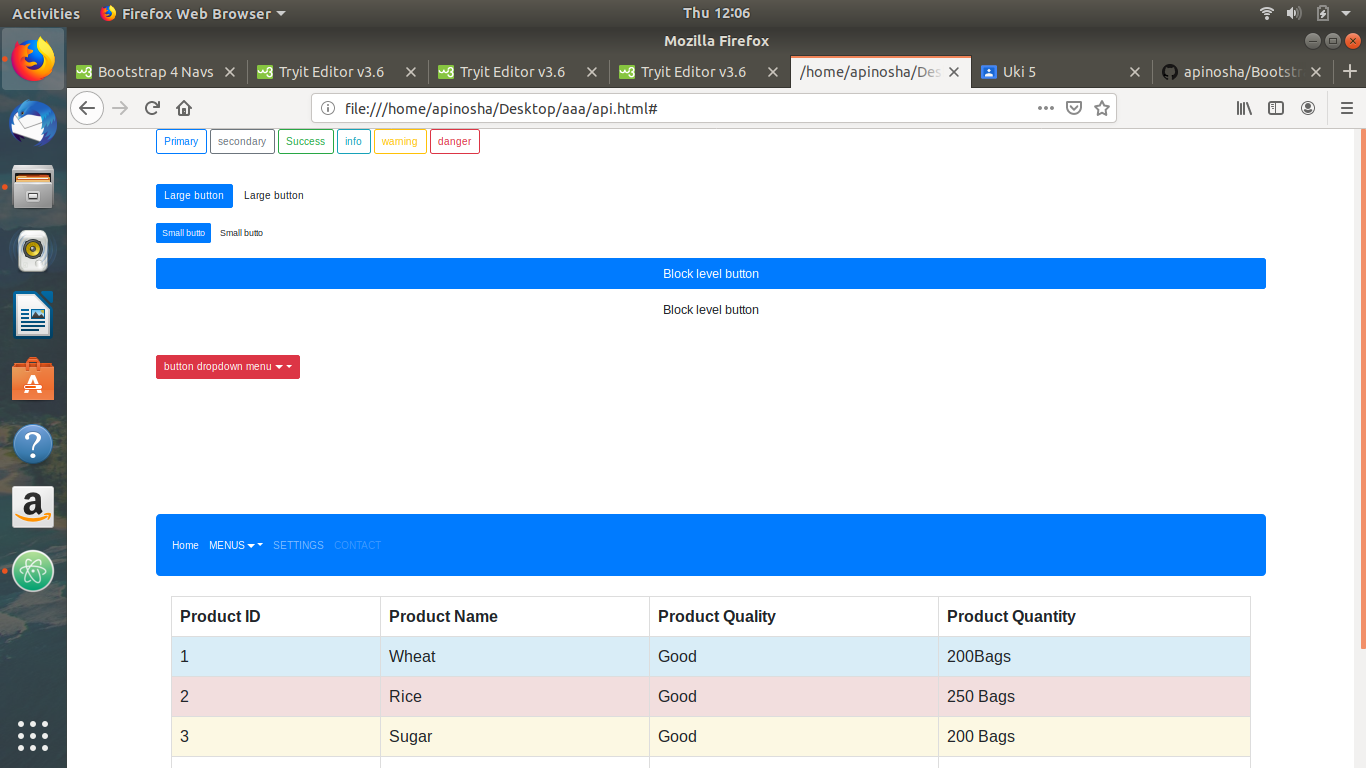 Activities Firefox Web Browser Thu 12:06
Mozilla Firefox
Bootstrap 4 Navs Tryit Editor v3.6 Tryit Editor v3.6 Tryit Editor v3.6 /home/apinosha/Des Uki 5 apinosha/Bootstr
file:///home/apinosha/Desktop/aaa/api.html#
Primary secondary Success info warning danger
Large button Large button
Small butto Small butto
Block level button
Block level button
button dropdown menu
Home MENUS SETTINGS CONTACT
Product ID Product Name Product Quality Product Quantity
1 Wheat Good 200Bags
2 Rice Good 250 Bags
3 Sugar Good 200 Bags